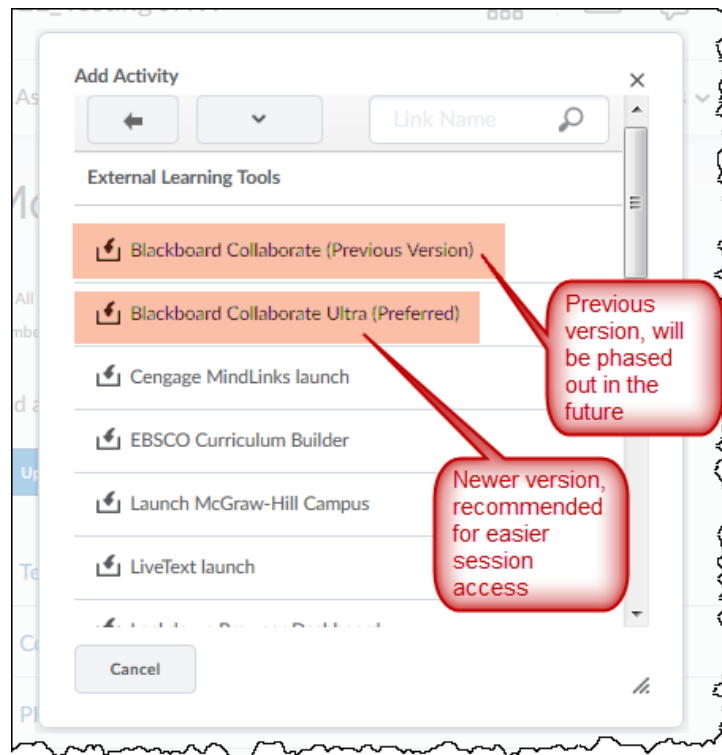 Add Activity
Link Name
External Learning Tools
Blackboard Collaborate (Previous Version)
Blackboard Collaborate Ultra (Preferred)
Cengage MindLinks launch
EBSCO Curriculum Builder
Launch McGraw-Hill Campus
LiveText launch
Previous
version, will
be phased
out in the
future
Newer version,
recommended
for easier
session
access
Cancel